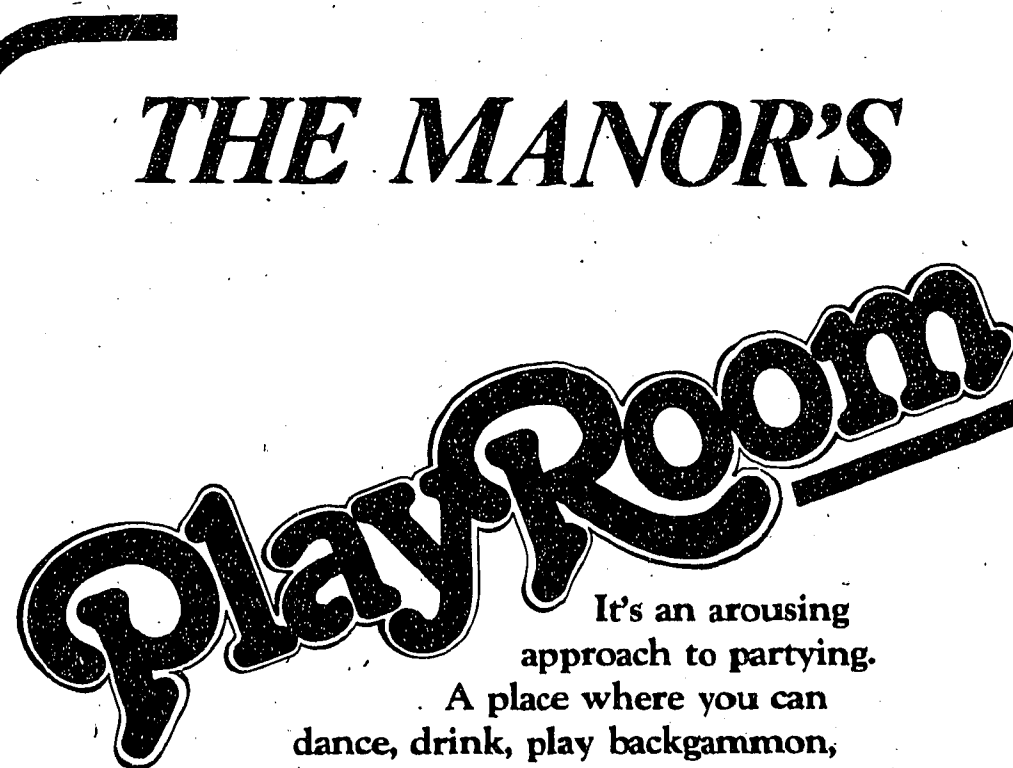 THE MANOR'S
PlayRoom
It's an arousing
approach to partying.
A place where you can
dance, drink, play backgammon,